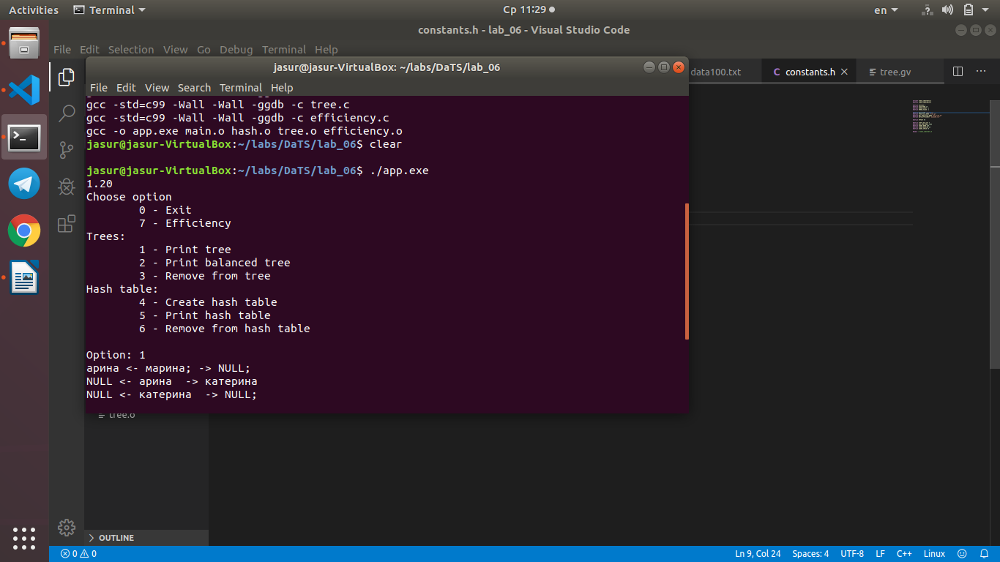 Activities Terminal Ср 11:29 en
constants.h - lab_06 - Visual Studio Code
File Edit Selection View Go Debug Terminal Help
jasur@jasur-VirtualBox: ~/labs/DaTS/lab_06
data100.txt C constants.h tree.gv
File Edit View Search Terminal Help
gcc -std=c99 -Wall -Wall -ggdb -c tree.c
gcc -std=c99 -Wall -Wall -ggdb -c efficiency.c
gcc -o app.exe main.o hash.o tree.o efficiency.o
jasur@jasur-VirtualBox:~/labs/DaTS/lab_06$ clear
jasur@jasur-VirtualBox:~/labs/DaTS/lab_06$ ./app.exe
1.20
Choose option
0 - Exit
7 - Efficiency
Trees:
1 - Print tree
2 - Print balanced tree
3 - Remove from tree
Hash table:
4 - Create hash table
5 - Print hash table
6 - Remove from hash table
Option: 1
арина <- марина; -> NULL;
NULL <- арина  -> катерина
NULL <- катерина  -> NULL;
tree.o
OUTLINE
0 0 Ln 9, Col 24 Spaces: 4 UTF-8 LF C++ Linux